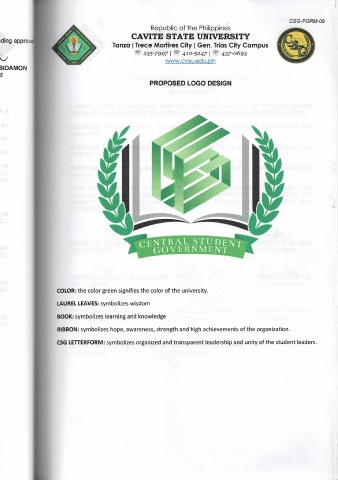 CSG-FORM-09
nding approva
SIDAMON
d
Republic of the Philippines
CAVITE STATE UNIVERSITY
Tanza | Trece Martires City | Gen. Trias City Campus
☏ 235-7997 | ☏ 410-5247 | ☏ 437-0693
www.cvsu.edu.ph
PROPOSED LOGO DESIGN
CENTRAL STUDENT
GOVERNMENT
COLOR: the color green signifies the color of the university.
LAUREL LEAVES: symbolizes wisdom
BOOK: symbolizes learning and knowledge
RIBBON: symbolizes hope, awareness, strength and high achievements of the organization.
CSG LETTERFORM: symbolizes organized and transparent leadership and unity of the student leaders.